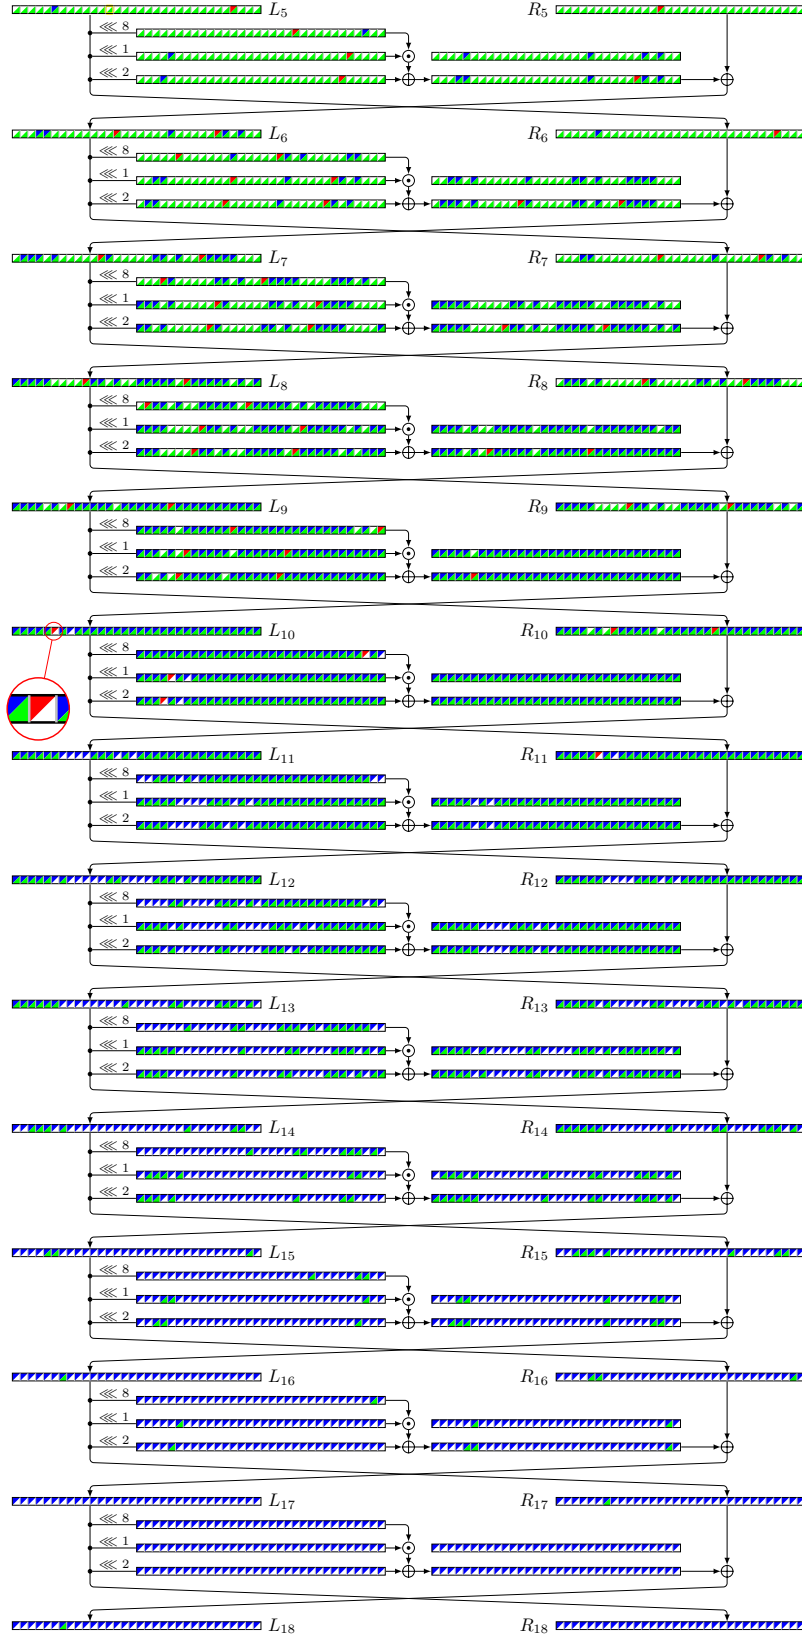 L5 R5
⋘ 8
⋘ 1
⋘ 2
L6 R6
⋘ 8
⋘ 1
⋘ 2
L7 R7
⋘ 8
⋘ 1
⋘ 2
L8 R8
⋘ 8
⋘ 1
⋘ 2
L9 R9
⋘ 8
⋘ 1
⋘ 2
L10 R10
⋘ 8
⋘ 1
⋘ 2
L11 R11
⋘ 8
⋘ 1
⋘ 2
L12 R12
⋘ 8
⋘ 1
⋘ 2
L13 R13
⋘ 8
⋘ 1
⋘ 2
L14 R14
⋘ 8
⋘ 1
⋘ 2
L15 R15
⋘ 8
⋘ 1
⋘ 2
L16 R16
⋘ 8
⋘ 1
⋘ 2
L17 R17
⋘ 8
⋘ 1
⋘ 2
L18 R18